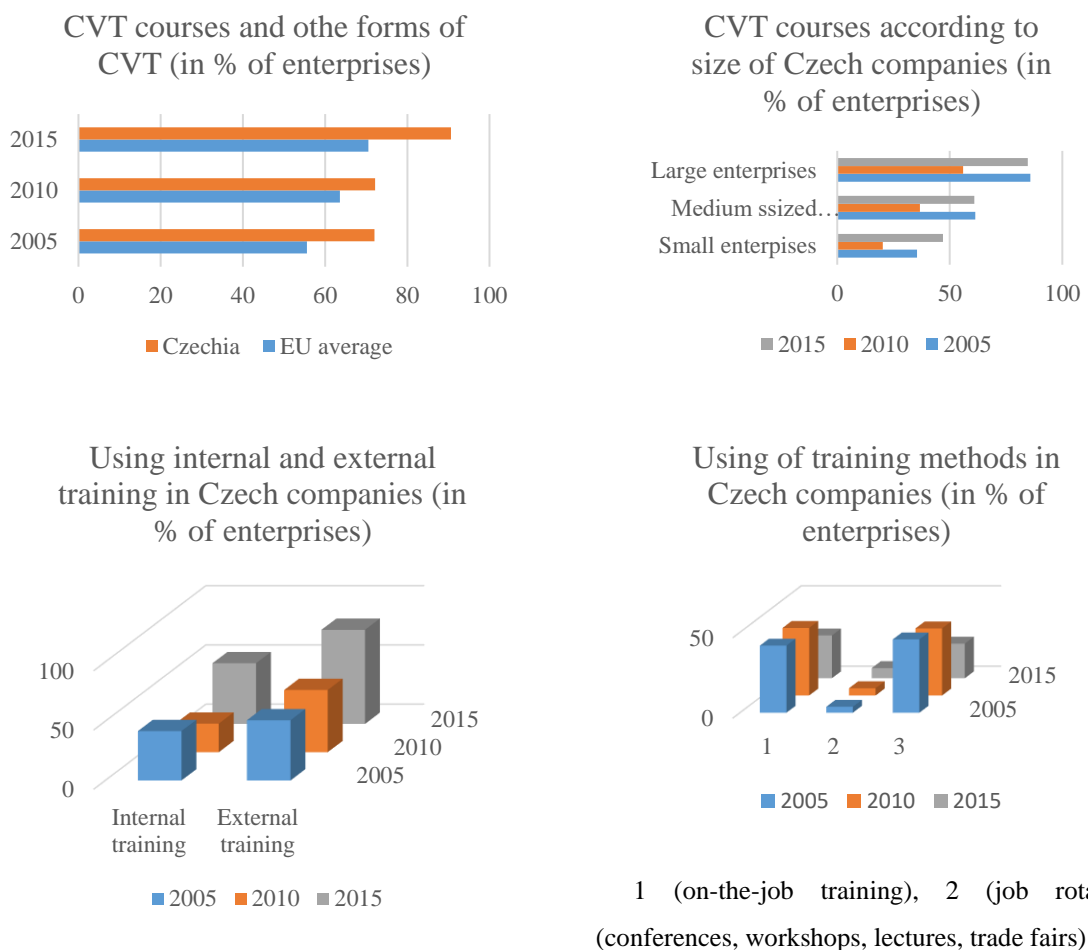 CVT courses and othe forms of
CVT (in % of enterprises)
2015
2010
2005
0 20 40 60 80 100
Czechia EU average
CVT courses according to
size of Czech companies (in
% of enterprises)
Large enterprises
Medium ssized…
Small enterpises
0 50 100
2015 2010 2005
Using internal and external
training in Czech companies (in
% of enterprises)
100
50
0
2015
2010
2005
Internal
training
External
training
2005 2010 2015
Using of training methods in
Czech companies (in % of
enterprises)
50
0
2015
2005
1 2 3
2005 2010 2015
1 (on-the-job training), 2 (job
(conferences, workshops, lectures, trade fairs)